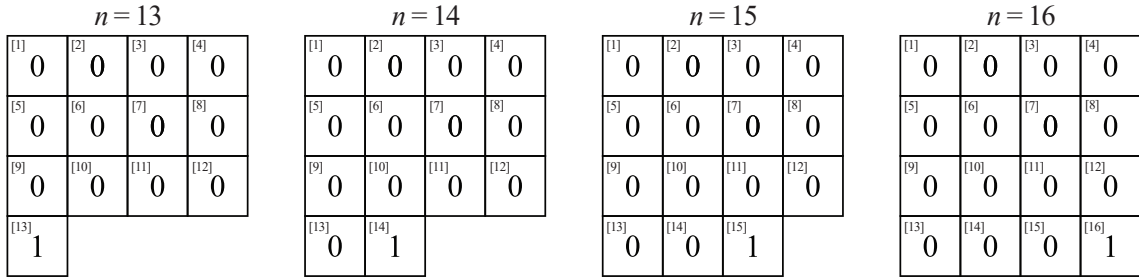 n = 13 n = 14 n = 15 n = 16
[1] 0 [2] 0 [3] 0 [4] 0 [1] 0 [2] 0 [3] 0 [4] 0 [1] 0 [2] 0 [3] 0 [4] 0 [1] 0 [2] 0 [3] 0 [4] 0
[5] 0 [6] 0 [7] 0 [8] 0 [5] 0 [6] 0 [7] 0 [8] 0 [5] 0 [6] 0 [7] 0 [8] 0 [5] 0 [6] 0 [7] 0 [8] 0
[9] 0 [10] 0 [11] 0 [12] 0 [9] 0 [10] 0 [11] 0 [12] 0 [9] 0 [10] 0 [11] 0 [12] 0 [9] 0 [10] 0 [11] 0 [12] 0
[13] 1 [13] 0 [14] 1 [13] 0 [14] 0 [15] 1 [13] 0 [14] 0 [15] 0 [16] 1